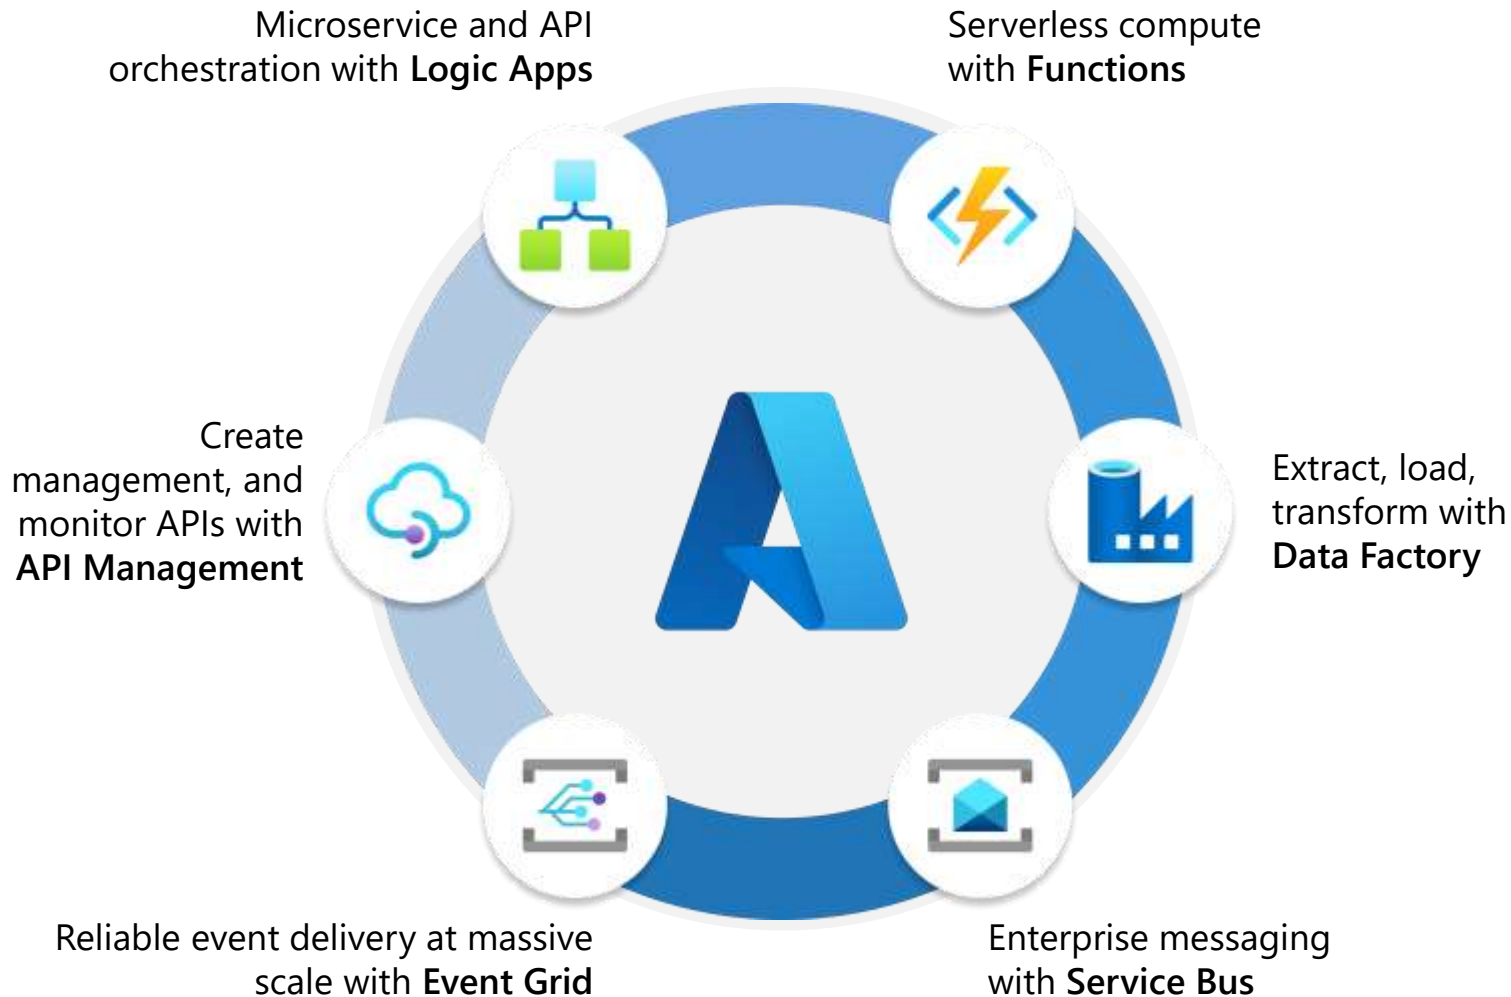 Microservice and API
orchestration with Logic Apps
Serverless compute
with Functions
Create
management, and
monitor APIs with
API Management
Extract, load,
transform with
Data Factory
Reliable event delivery at massive
scale with Event Grid
Enterprise messaging
with Service Bus